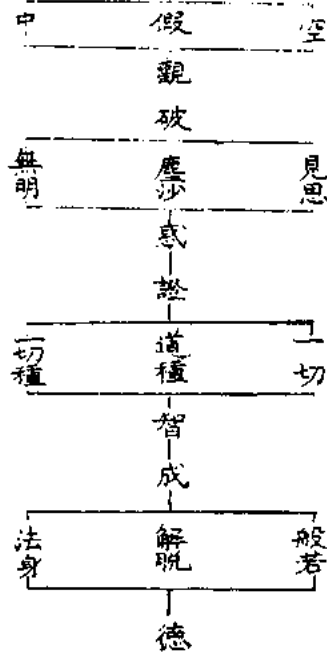 空 假 中
觀
破
見思 塵沙 無明
惑
證
一切 道種 一切種
智
成
般若 解脫 法身
德